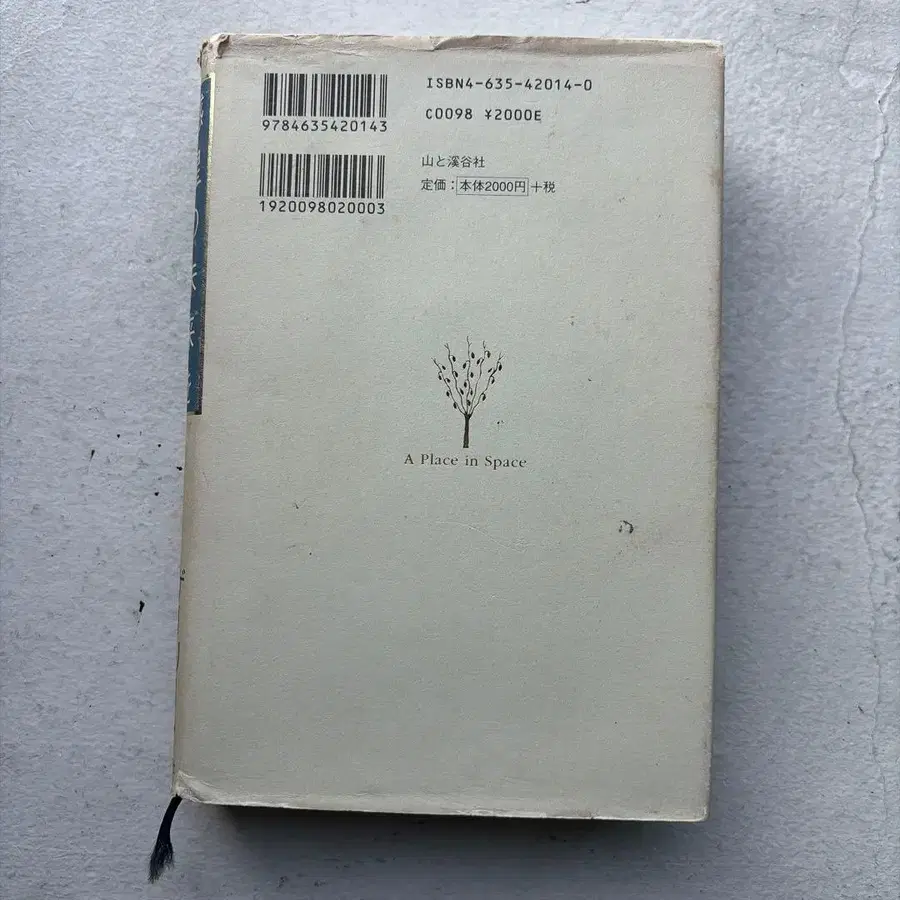 ISBN4-635-42014-0
C0098 ¥2000E
9784635420143
山と溪谷社
定価：本体2000円＋税
1920098020003
A Place in Space